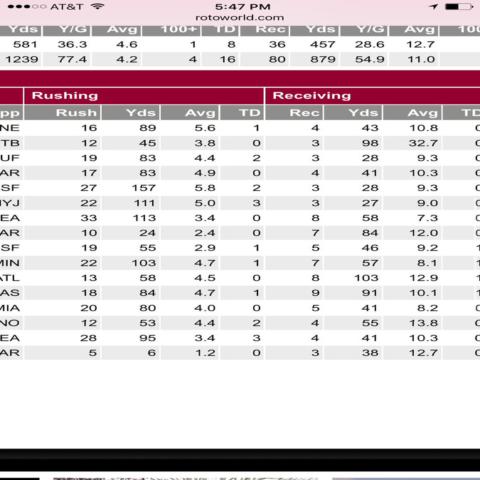 AT&T 5:47 PM
rotoworld.com
Yds Y/G Avg 100+ TD Rec Yds Y/G Avg 100
581 36.3 4.6 1 8 36 457 28.6 12.7
1239 77.4 4.2 4 16 80 879 54.9 11.0
Rushing Receiving
pp Rush Yds Avg TD Rec Yds Avg T
NE 16 89 5.6 1 4 43 10.8 0
TB 12 45 3.8 0 3 98 32.7 0
UF 19 83 4.4 2 3 28 9.3 0
AR 17 83 4.9 0 4 41 10.3 0
SF 27 157 5.8 2 3 28 9.3 0
NYJ 22 111 5.0 3 3 27 9.0 0
EA 33 113 3.4 0 8 58 7.3 0
AR 10 24 2.4 0 7 84 12.0 0
SF 19 55 2.9 1 5 46 9.2 1
MIN 22 103 4.7 1 7 57 8.1 1
ATL 13 58 4.5 0 8 103 12.9 1
AS 18 84 4.7 1 9 91 10.1 1
MIA 20 80 4.0 0 5 41 8.2 0
NO 12 53 4.4 2 4 55 13.8 0
EA 28 95 3.4 3 4 41 10.3 0
AR 5 6 1.2 0 3 38 12.7 0